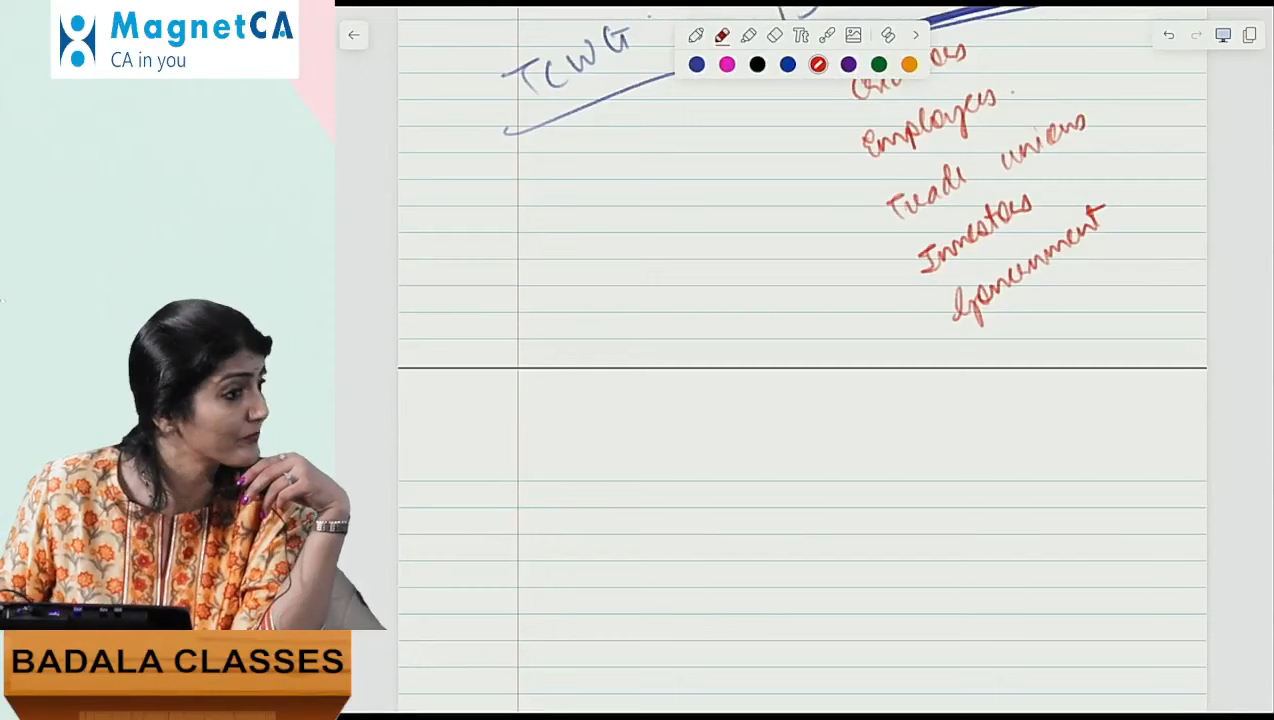 MagnetCA
CA in you
TCWG
Employees
Trade unions
Investors
Government
BADALA CLASSES